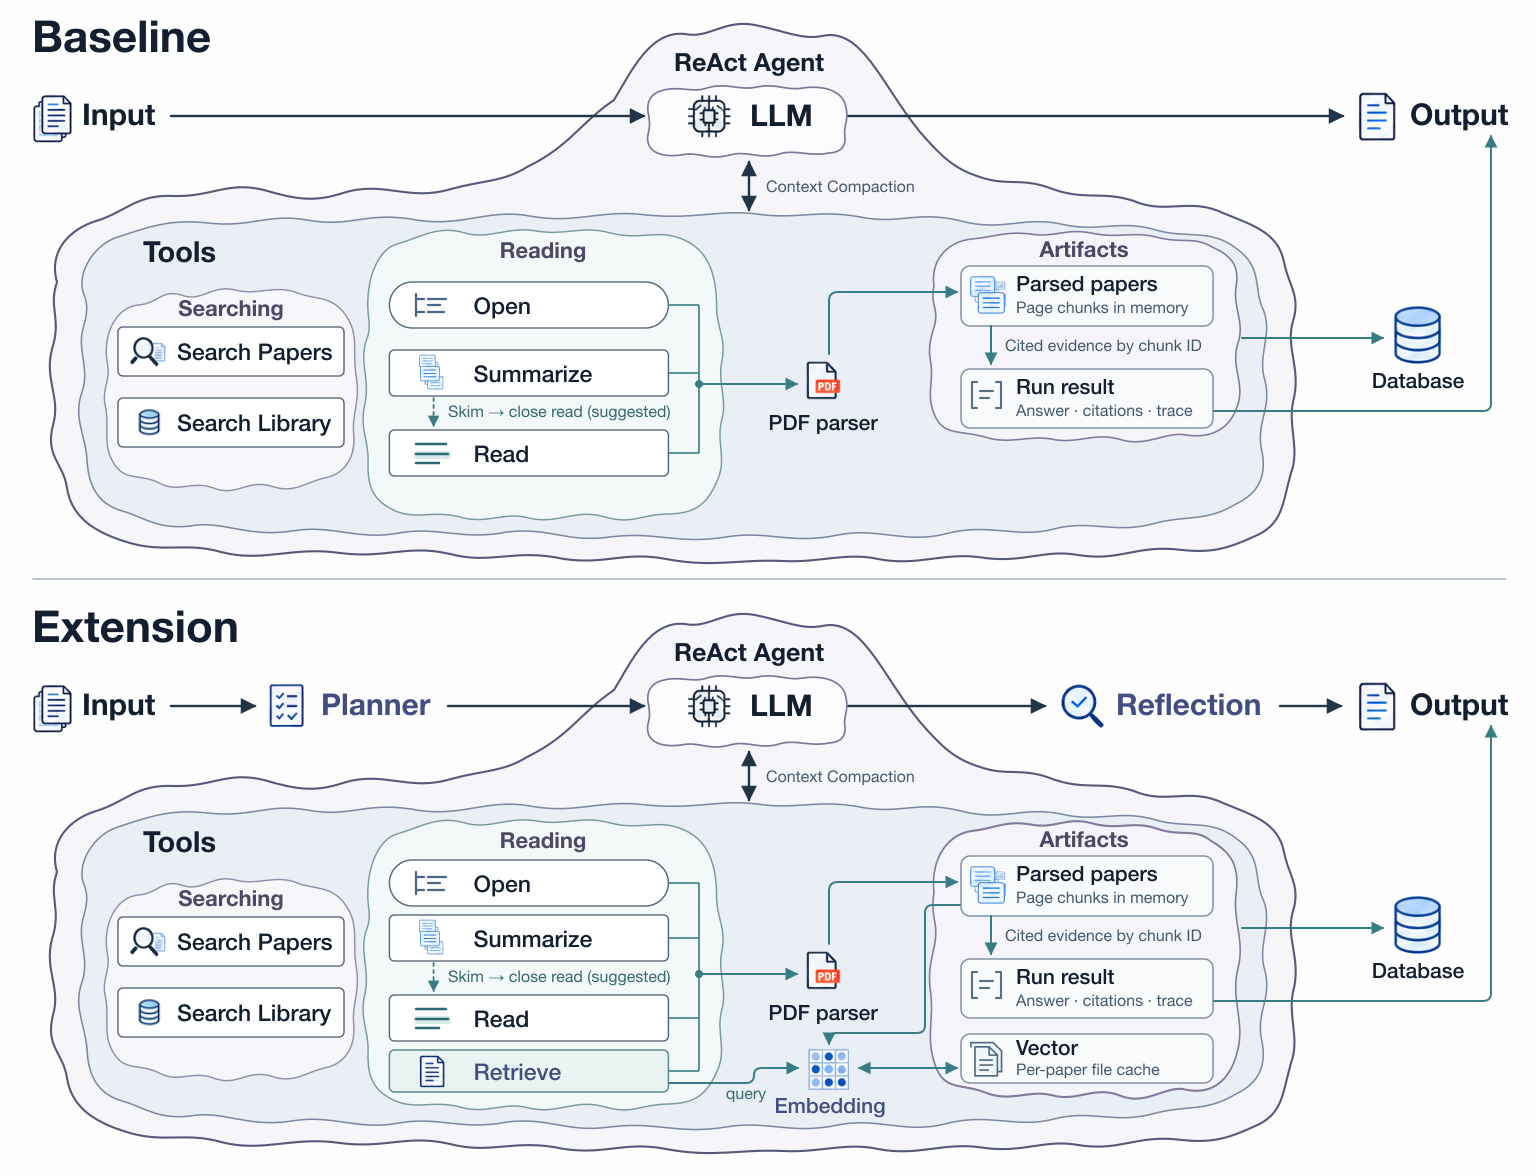 Baseline
ReAct Agent
Input
LLM
Output
Context Compaction
Tools
Searching
Search Papers
Search Library
Reading
Open
Summarize
Skim → close read (suggested)
Read
PDF
PDF parser
Artifacts
Parsed papers
Page chunks in memory
Cited evidence by chunk ID
Run result
Answer · citations · trace
Database
Extension
ReAct Agent
Input
Planner
LLM
Reflection
Output
Context Compaction
Tools
Searching
Search Papers
Search Library
Reading
Open
Summarize
Skim → close read (suggested)
Read
Retrieve
query
PDF
PDF parser
Embedding
Artifacts
Parsed papers
Page chunks in memory
Cited evidence by chunk ID
Run result
Answer · citations · trace
Vector
Per-paper file cache
Database